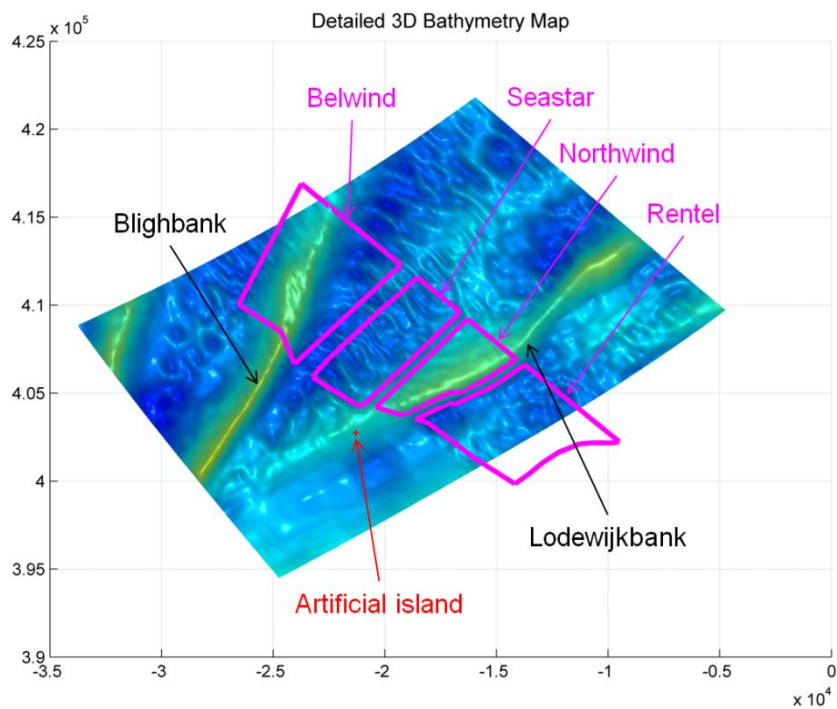 Detailed 3D Bathymetry Map
x 10^5
4.25
4.2
4.15
4.1
4.05
4
3.95
3.9
Belwind
Seastar
Northwind
Rentel
Blighbank
Lodewijkbank
Artificial island
-3.5 -3 -2.5 -2 -1.5 -1 -0.5 0
x 10^4